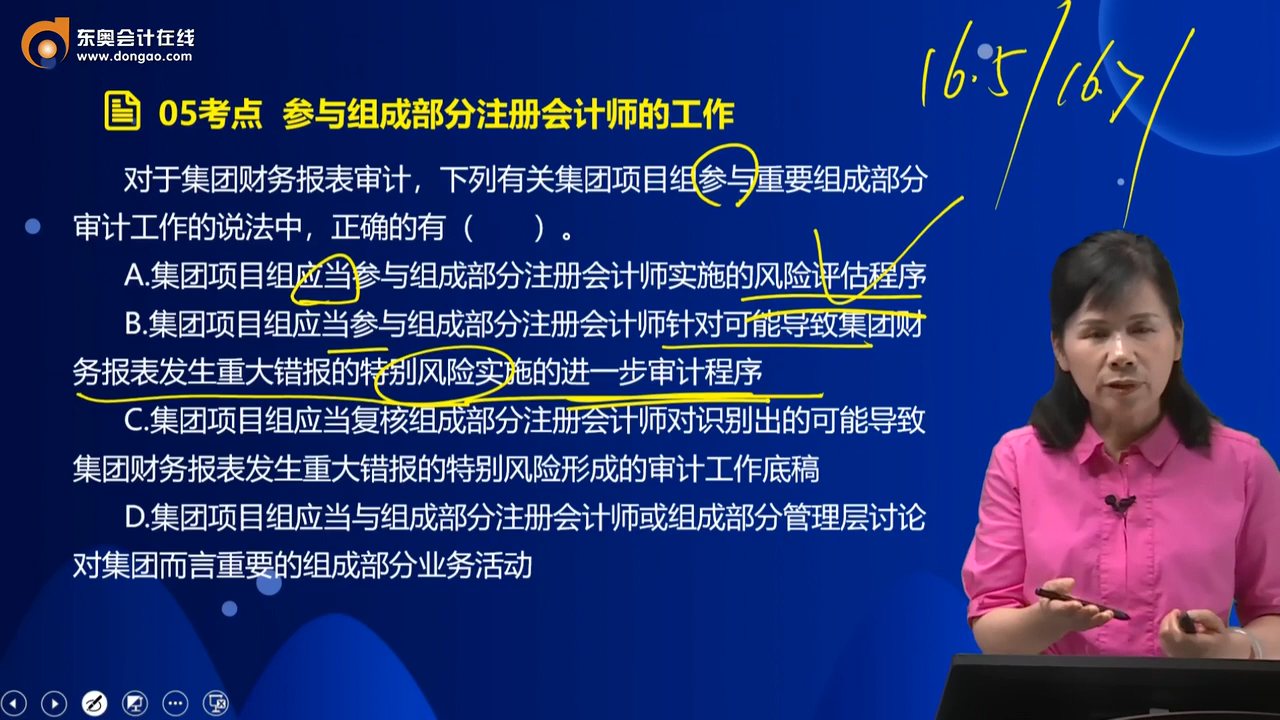 东奥会计在线
www.dongao.com
16.5/16.7/
05考点 参与组成部分注册会计师的工作
对于集团财务报表审计，下列有关集团项目组参与重要组成部分
审计工作的说法中，正确的有（　　）。
A.集团项目组应当参与组成部分注册会计师实施的风险评估程序
B.集团项目组应当参与组成部分注册会计师针对可能导致集团财
务报表发生重大错报的特别风险实施的进一步审计程序
C.集团项目组应当复核组成部分注册会计师对识别出的可能导致
集团财务报表发生重大错报的特别风险形成的审计工作底稿
D.集团项目组应当与组成部分注册会计师或组成部分管理层讨论
对集团而言重要的组成部分业务活动